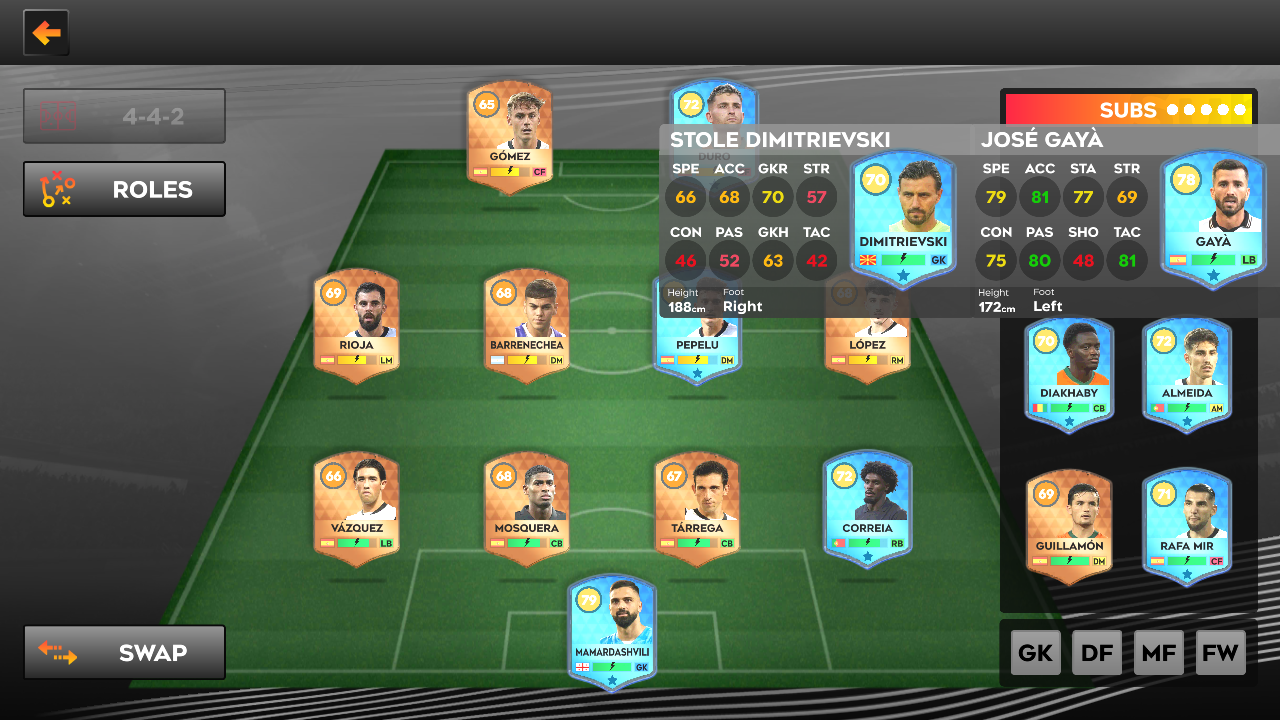 4-4-2
ROLES
SWAP
65
GÓMEZ
CF
72
DURO
69
RIOJA
LM
68
BARRENECHEA
DM
PEPELU
DM
68
LÓPEZ
RM
66
VÁZQUEZ
LB
68
MOSQUERA
CB
67
TÁRREGA
CB
72
CORREIA
RB
79
MAMARDASHVILI
GK
SUBS
STOLE DIMITRIEVSKI
SPE ACC GKR STR
66 68 70 57
CON PAS GKH TAC
46 52 63 42
Height Foot
188cm Right
70
DIMITRIEVSKI
GK
JOSÉ GAYÀ
SPE ACC STA STR
79 81 77 69
CON PAS SHO TAC
75 80 48 81
Height Foot
172cm Left
78
GAYÀ
LB
70
DIAKHABY
CB
72
ALMEIDA
AM
69
GUILLAMÓN
DM
71
RAFA MIR
CF
GK DF MF FW